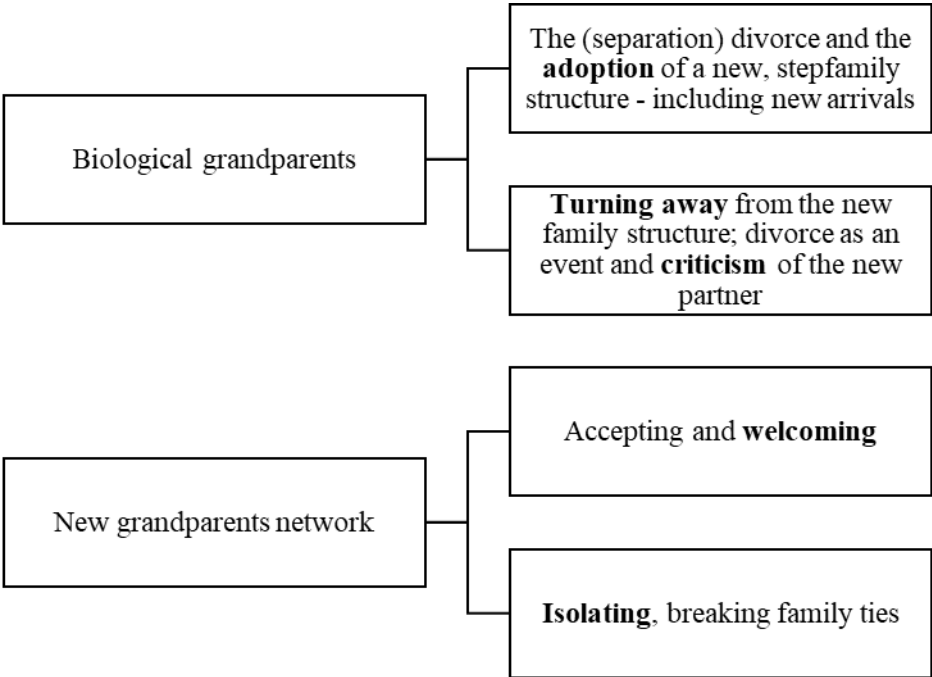 Biological grandparents
The (separation) divorce and the
adoption of a new, stepfamily
structure - including new arrivals
Turning away from the new
family structure; divorce as an
event and criticism of the new
partner
New grandparents network
Accepting and welcoming
Isolating, breaking family ties